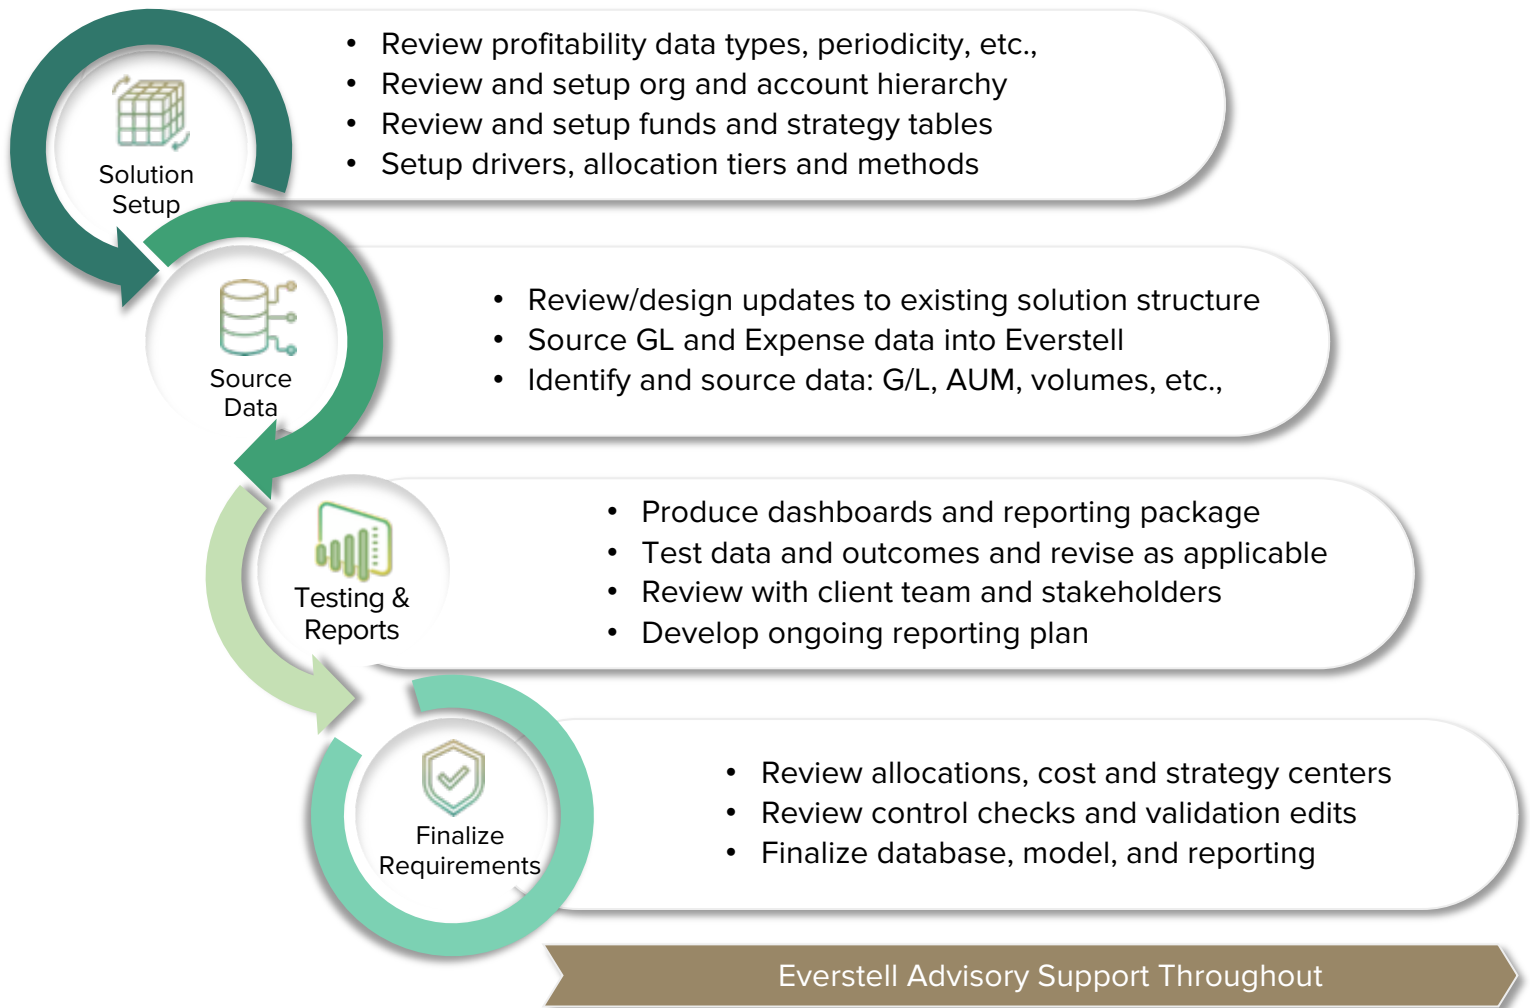 Solution
Setup
• Review profitability data types, periodicity, etc.,
• Review and setup org and account hierarchy
• Review and setup funds and strategy tables
• Setup drivers, allocation tiers and methods
Source
Data
• Review/design updates to existing solution structure
• Source GL and Expense data into Everstell
• Identify and source data: G/L, AUM, volumes, etc.,
Testing &
Reports
• Produce dashboards and reporting package
• Test data and outcomes and revise as applicable
• Review with client team and stakeholders
• Develop ongoing reporting plan
Finalize
Requirements
• Review allocations, cost and strategy centers
• Review control checks and validation edits
• Finalize database, model, and reporting
Everstell Advisory Support Throughout